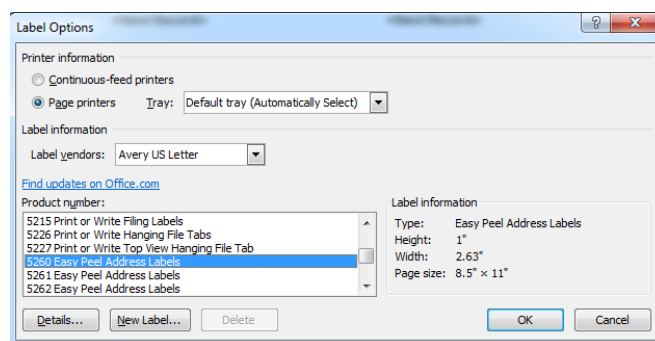 Label Options
Printer information
Continuous-feed printers
Page printers Tray: Default tray (Automatically Select)
Label information
Label vendors: Avery US Letter
Find updates on Office.com
Product number:
5215 Print or Write Filing Labels
5226 Print or Write Hanging File Tabs
5227 Print or Write Top View Hanging File Tab
5260 Easy Peel Address Labels
5261 Easy Peel Address Labels
5262 Easy Peel Address Labels
Label information
Type: Easy Peel Address Labels
Height: 1"
Width: 2.63"
Page size: 8.5" × 11"
Details... New Label... Delete OK Cancel